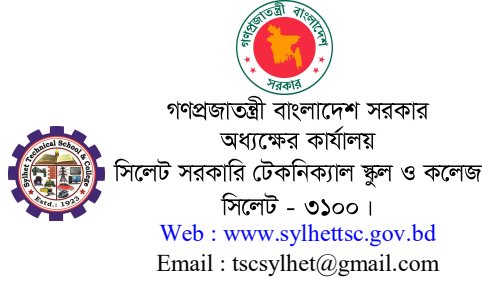 গণপ্রজাতন্ত্রী বাংলাদেশ
সরকার
গণপ্রজাতন্ত্রী বাংলাদেশ সরকার
অধ্যক্ষের কার্যালয়
Sylhet Technical School & College
Estd.: 1923
সিলেট সরকারি টেকনিক্যাল স্কুল ও কলেজ
সিলেট - ৩১০০ ।
Web : www.sylhettsc.gov.bd
Email : tscsylhet@gmail.com